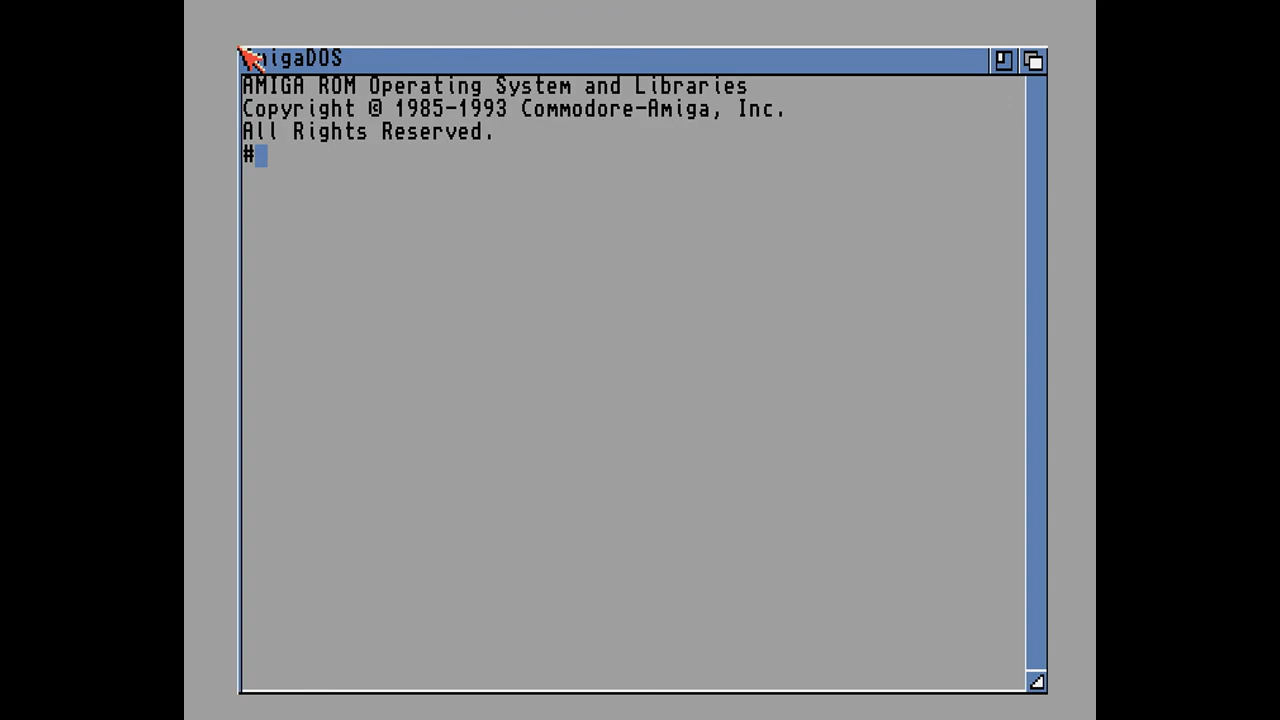 AmigaDOS
AMIGA ROM Operating System and Libraries
Copyright © 1985-1993 Commodore-Amiga, Inc.
All Rights Reserved.
#